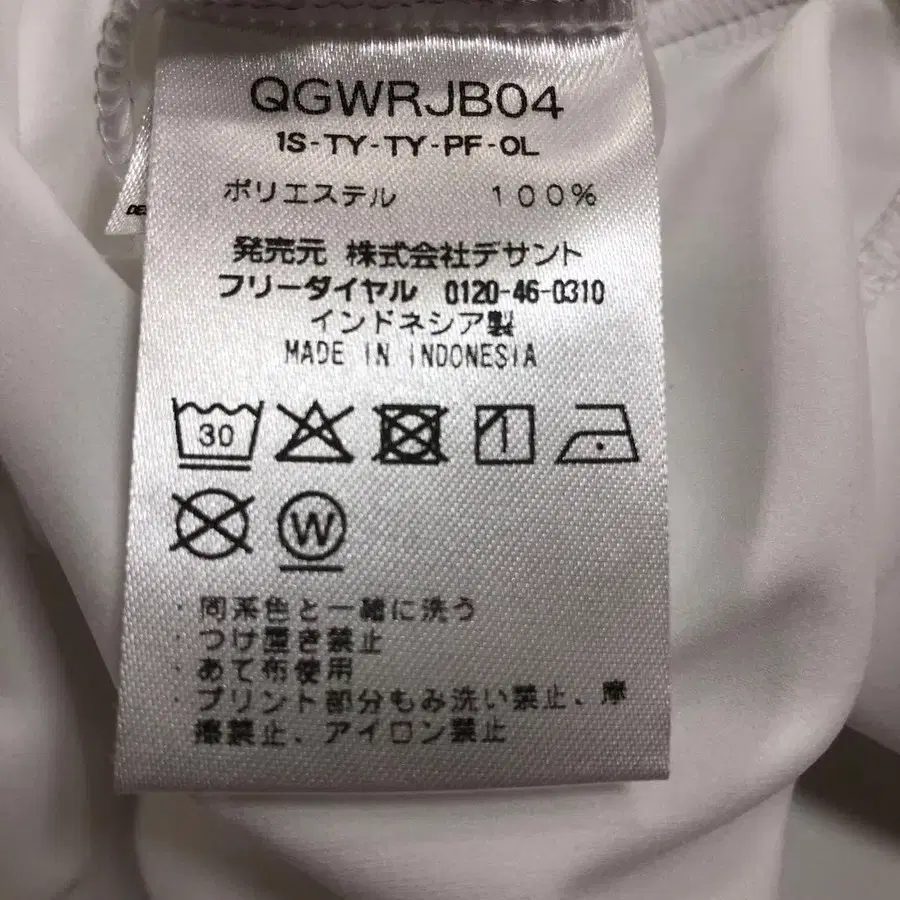 QGWRJB04
1S-TY-TY-PF-OL
ポリエステル 100%
発売元 株式会社デサント
フリーダイヤル 0120-46-0310
インドネシア製
MADE IN INDONESIA
30
W
・同系色と一緒に洗う
・つけ置き禁止
・あて布使用
・プリント部分もみ洗い禁止、摩
擦禁止、アイロン禁止